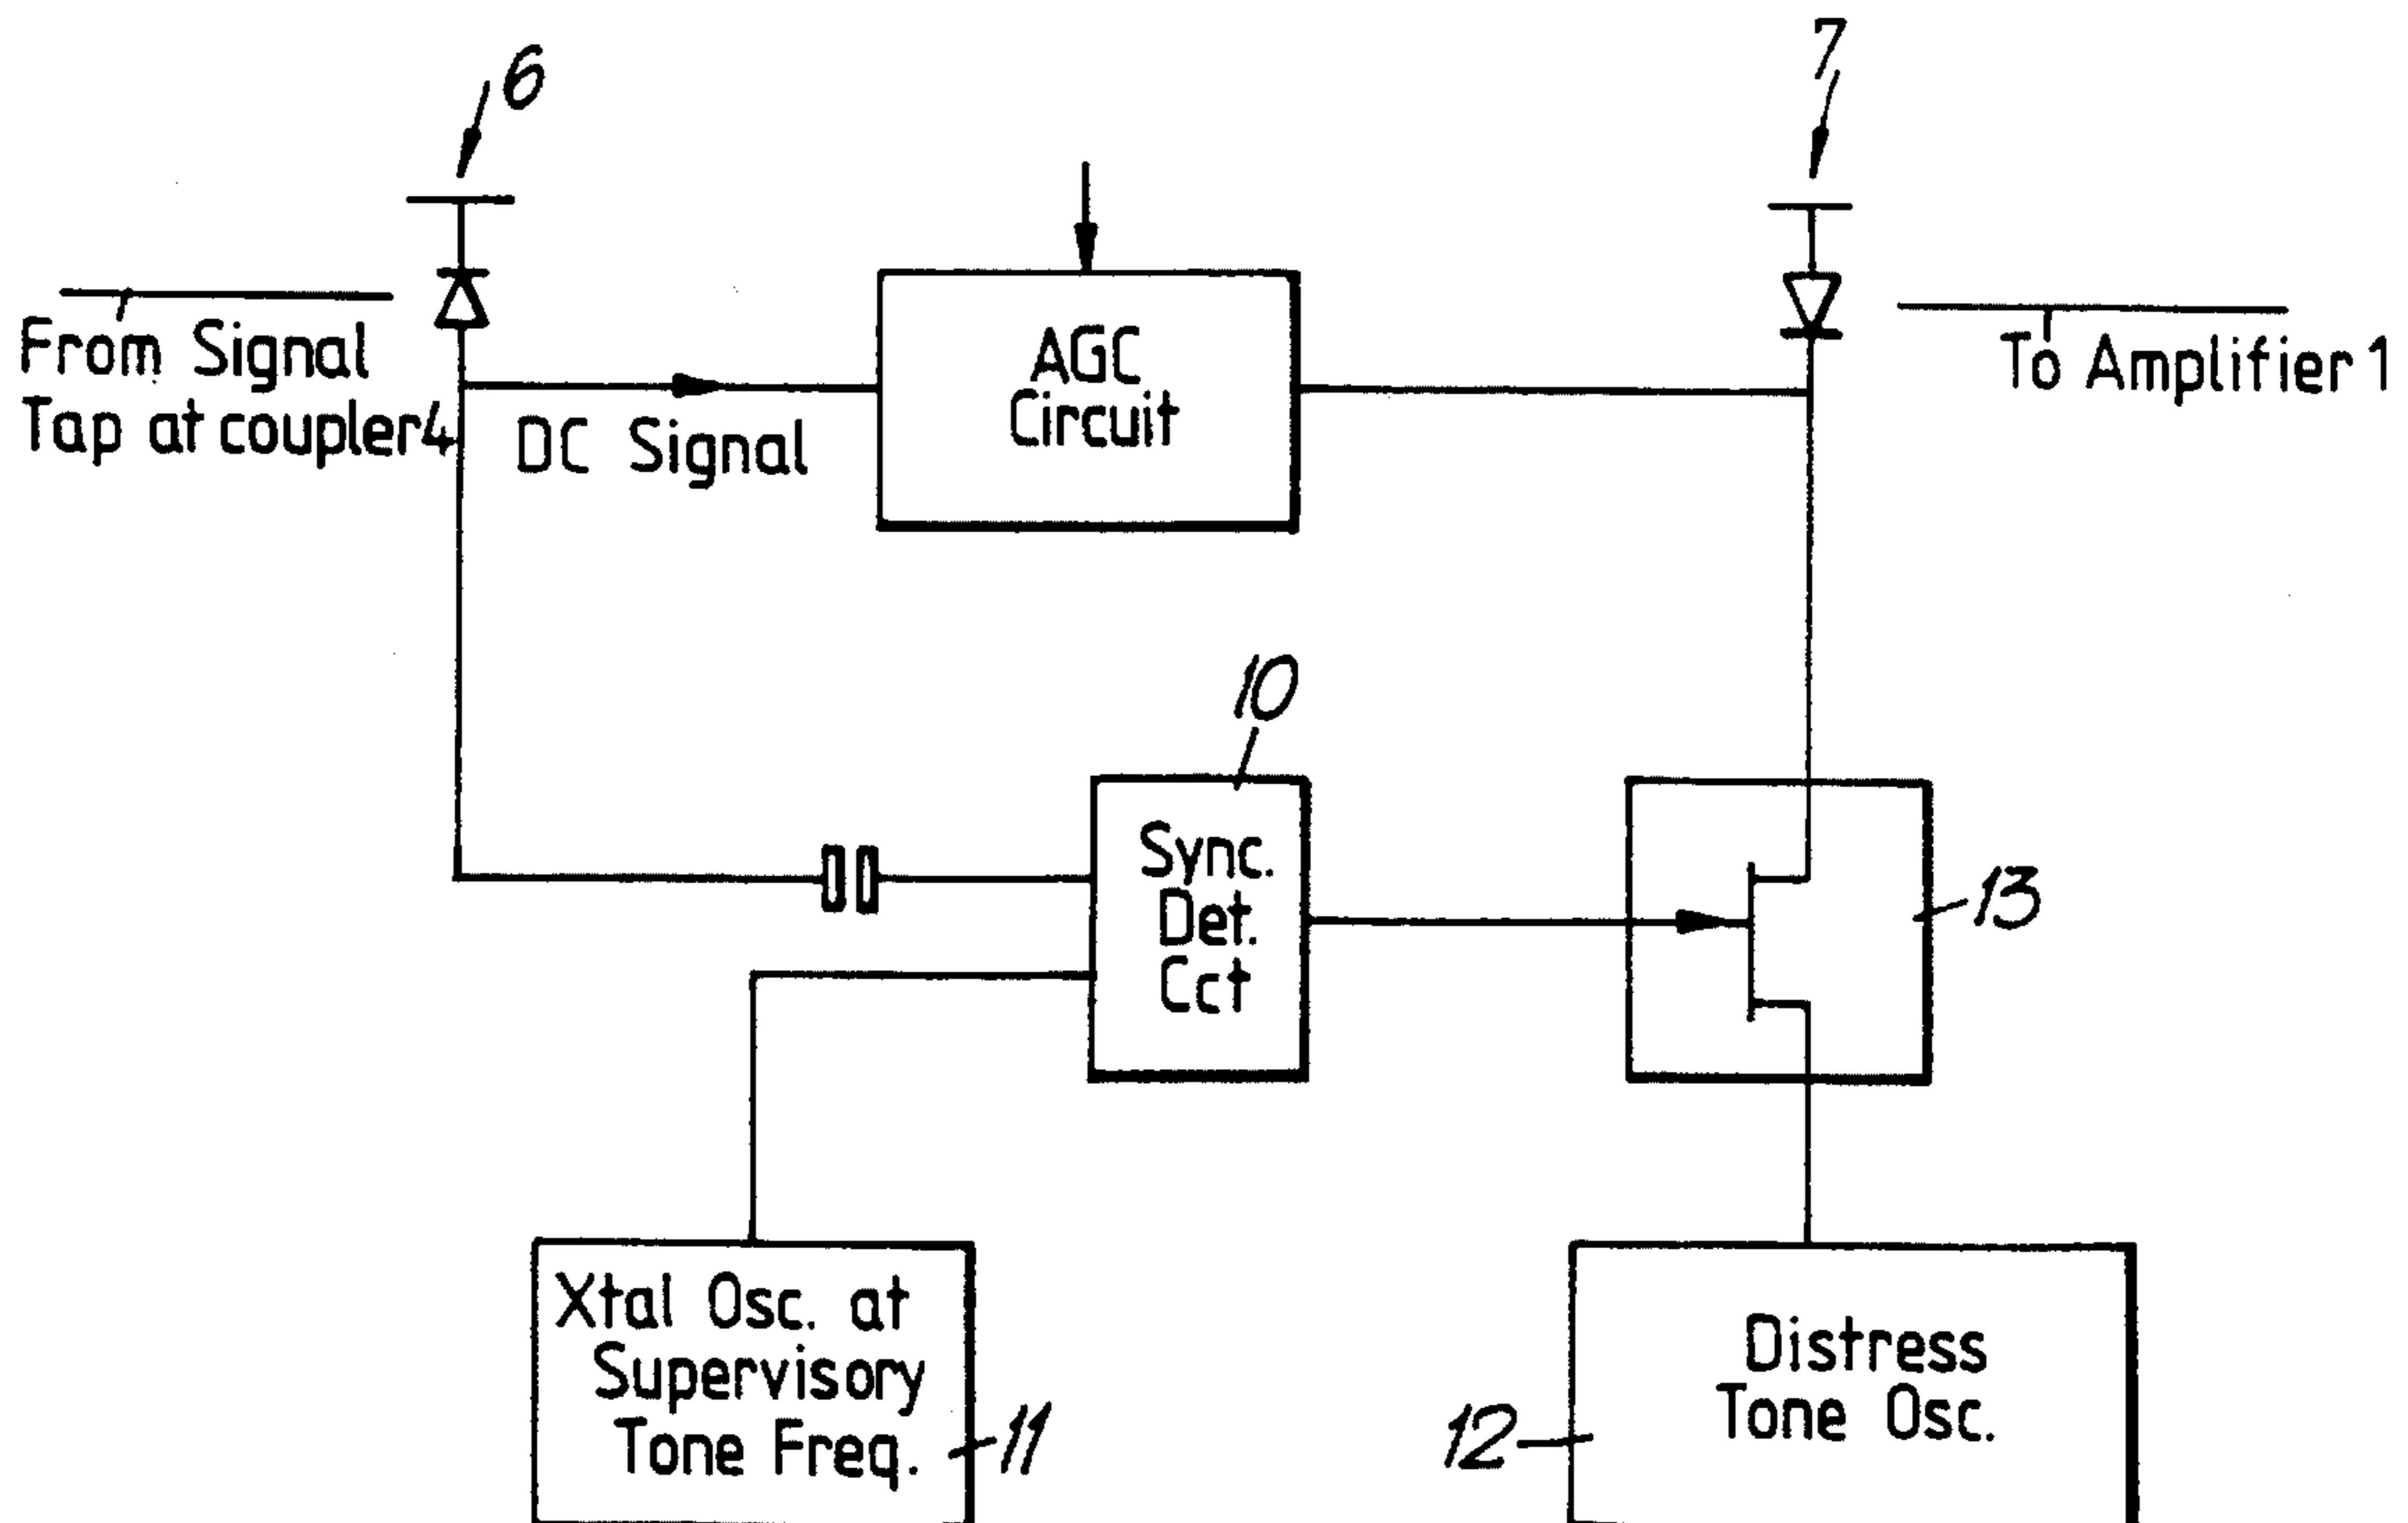 6
7
From Signal
Tap at coupler4
DC Signal
AGC
Circuit
To Amplifier 1
10
Sync.
Det.
Cct
13
Xtal Osc. at
Supervisory
Tone Freq.
11
12
Distress
Tone Osc.